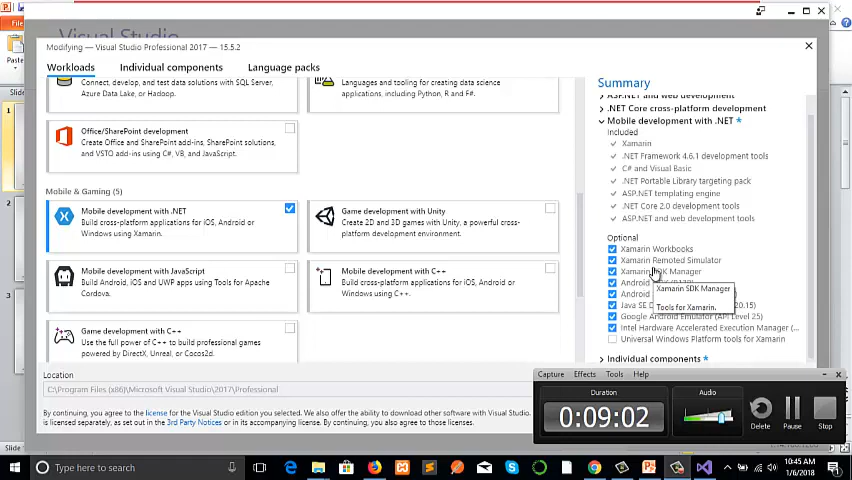 Visual Studio
File
Paste
Slides
1
2
3
4
Slide
Modifying — Visual Studio Professional 2017 — 15.5.2
Workloads
Individual components
Language packs
Connect, develop, and test data solutions with SQL Server,
Azure Data Lake, or Hadoop.
Languages and tooling for creating data science
applications, including Python, R and F#.
Office/SharePoint development
Create Office and SharePoint add-ins, SharePoint solutions,
and VSTO add-ins using C#, VB, and JavaScript.
Mobile & Gaming (5)
Mobile development with .NET
Build cross-platform applications for iOS, Android or
Windows using Xamarin.
Game development with Unity
Create 2D and 3D games with Unity, a powerful cross-
platform development environment.
Mobile development with JavaScript
Build Android, iOS and UWP apps using Tools for Apache
Cordova.
Mobile development with C++
Build cross-platform applications for iOS, Android or
Windows using C++.
Game development with C++
Use the full power of C++ to build professional games
powered by DirectX, Unreal, or Cocos2d.
Location
C:\Program Files (x86)\Microsoft Visual Studio\2017\Professional
By continuing, you agree to the license for the Visual Studio edition you selected. We also offer the ability to download other software with Visual Studio.
is licensed separately, as set out in the 3rd Party Notices or in its accompanying license. By continuing, you also agree to those licenses.
Summary
ASP.NET and web development
.NET Core cross-platform development
Mobile development with .NET *
Included
Xamarin
.NET Framework 4.6.1 development tools
C# and Visual Basic
.NET Portable Library targeting pack
ASP.NET templating engine
.NET Core 2.0 development tools
ASP.NET and web development tools
Optional
Xamarin Workbooks
Xamarin Remoted Simulator
Xamarin SDK Manager
Xamarin SDK Manager
Tools for Xamarin.
Android
Android
Java SE D
20.15)
Google Android Emulator (API Level 25)
Intel Hardware Accelerated Execution Manager (...
Universal Windows Platform tools for Xamarin
Individual components *
Capture
Effects
Tools
Help
Duration
0:09:02
Audio
Delete
Pause
Stop
Type here to search
10:45 AM
1/6/2018